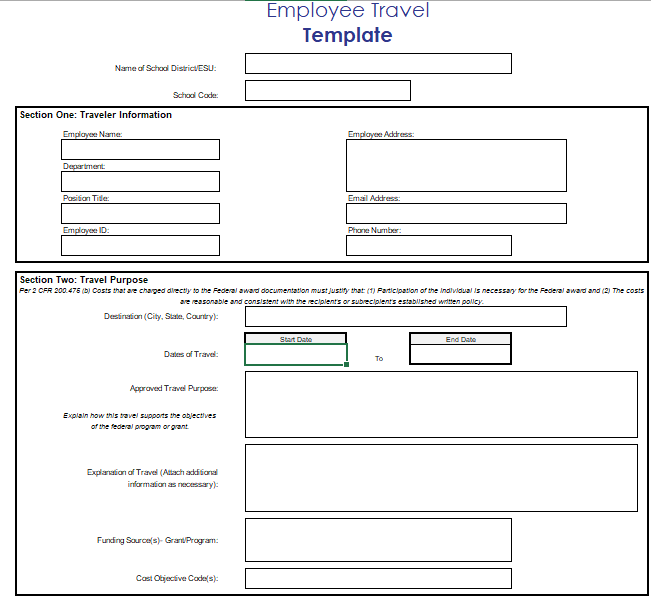 Employee Travel
Template
Name of School District/ESU:
School Code:
Section One: Traveler Information
Employee Name:
Employee Address:
Department:
Position Title:
Email Address:
Employee ID:
Phone Number:
Section Two: Travel Purpose
Per 2 CFR 200.475 (b) Costs that are charged directly to the Federal award documentation must justify that: (1) Participation of the individual is necessary for the Federal award and (2) The costs
are reasonable and consistent with the recipient's or subrecipient's established written policy.
Destination (City, State, Country):
Start Date
End Date
Dates of Travel:
To
Approved Travel Purpose:
Explain how this travel supports the objectives
of the federal program or grant.
Explanation of Travel (Attach additional
information as necessary):
Funding Source(s)- Grant/Program:
Cost Objective Code(s):